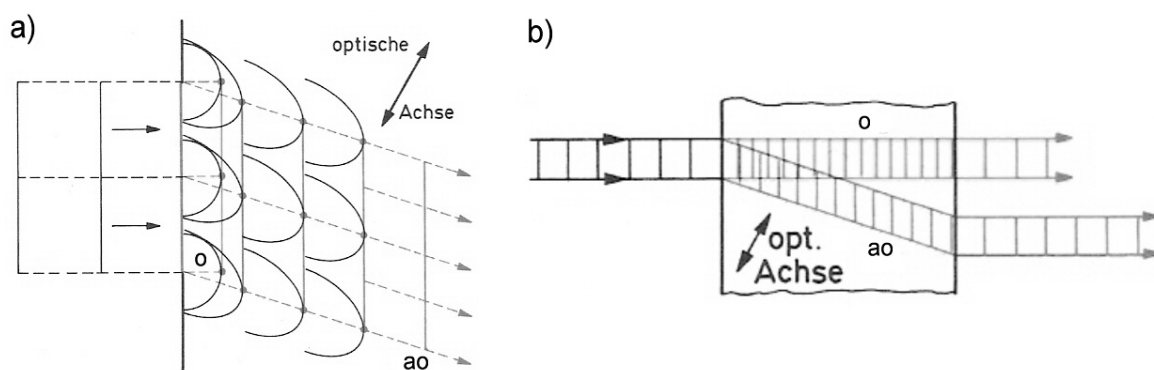 a)
optische
Achse
o
ao
b)
o
opt.
ao
Achse